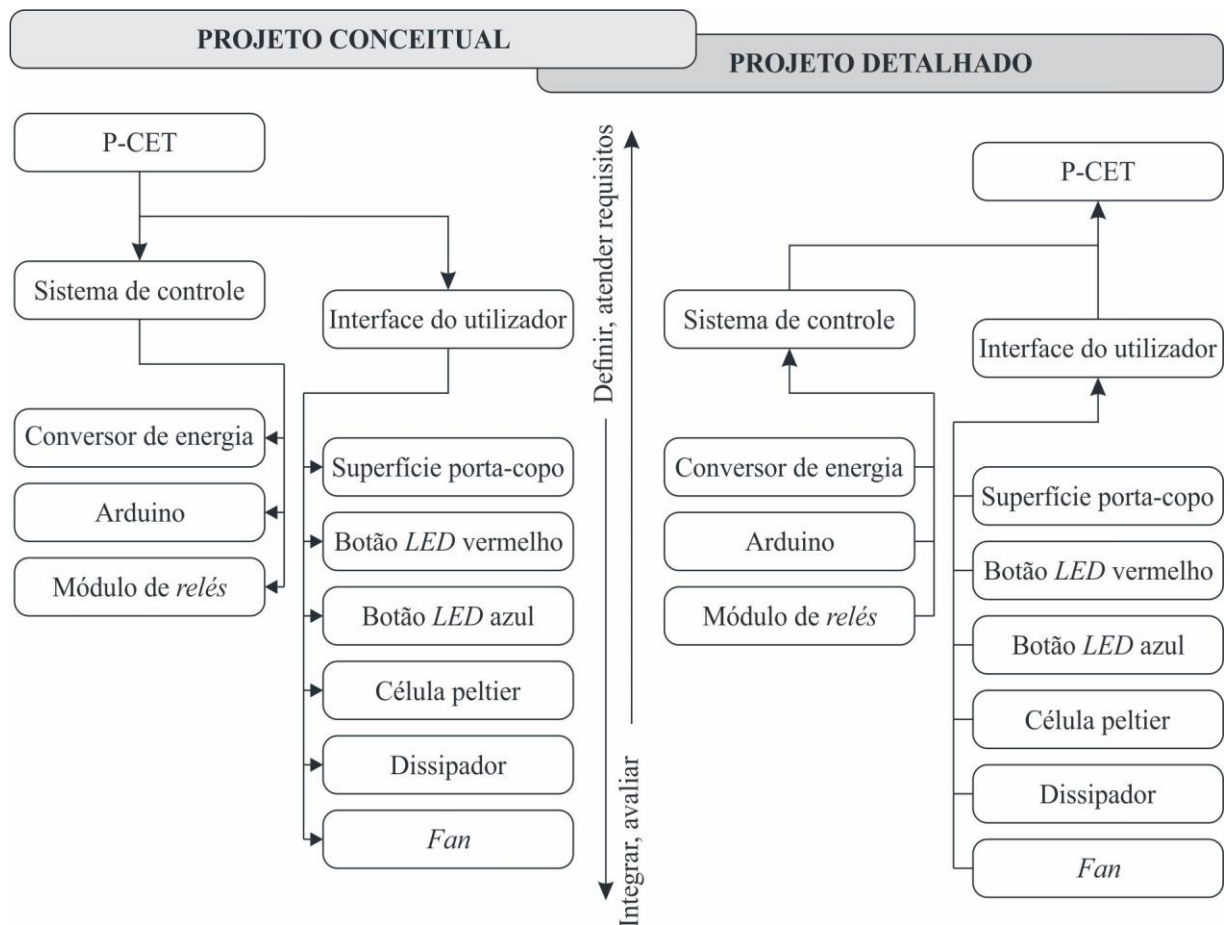 PROJETO CONCEITUAL
PROJETO DETALHADO
P-CET
Sistema de controle
Interface do utilizador
Conversor de energia
Arduino
Módulo de relés
Superfície porta-copo
Botão LED vermelho
Botão LED azul
Célula peltier
Dissipador
Fan
Definir, atender requisitos
Integrar, avaliar
P-CET
Sistema de controle
Interface do utilizador
Conversor de energia
Arduino
Módulo de relés
Superfície porta-copo
Botão LED vermelho
Botão LED azul
Célula peltier
Dissipador
Fan